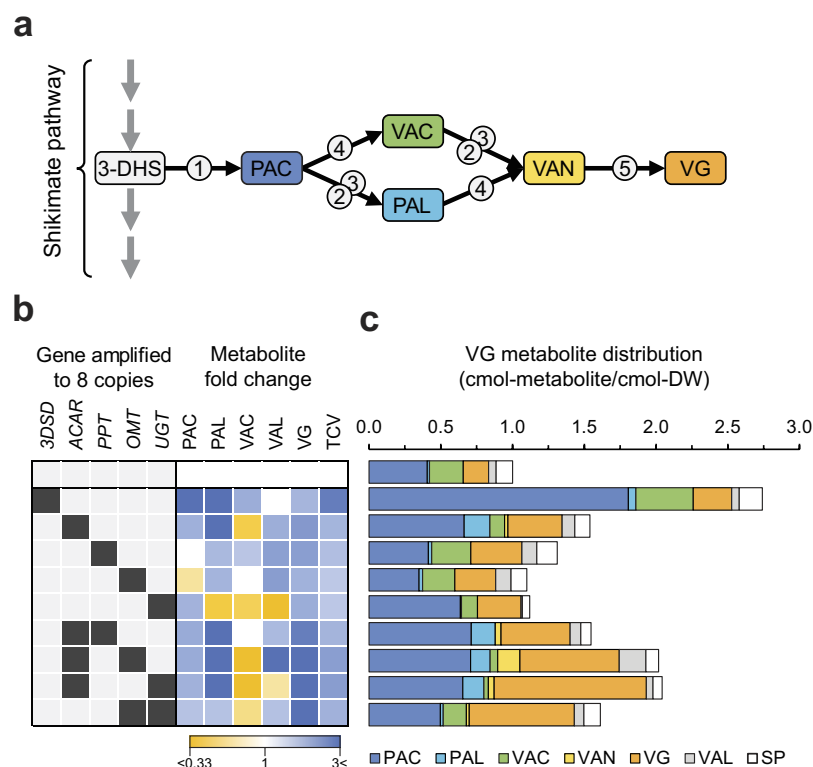 a
Shikimate pathway
3-DHS
1
PAC
4
VAC
3
2
3
2
PAL
4
VAN
5
VG
b
Gene amplified
to 8 copies
Metabolite
fold change
3DSD ACAR PPT OMT UGT PAC PAL VAC VAL VG TCV
<0.33 1 3<
c
VG metabolite distribution
(cmol-metabolite/cmol-DW)
0.0 0.5 1.0 1.5 2.0 2.5 3.0
PAC PAL VAC VAN VG VAL SP